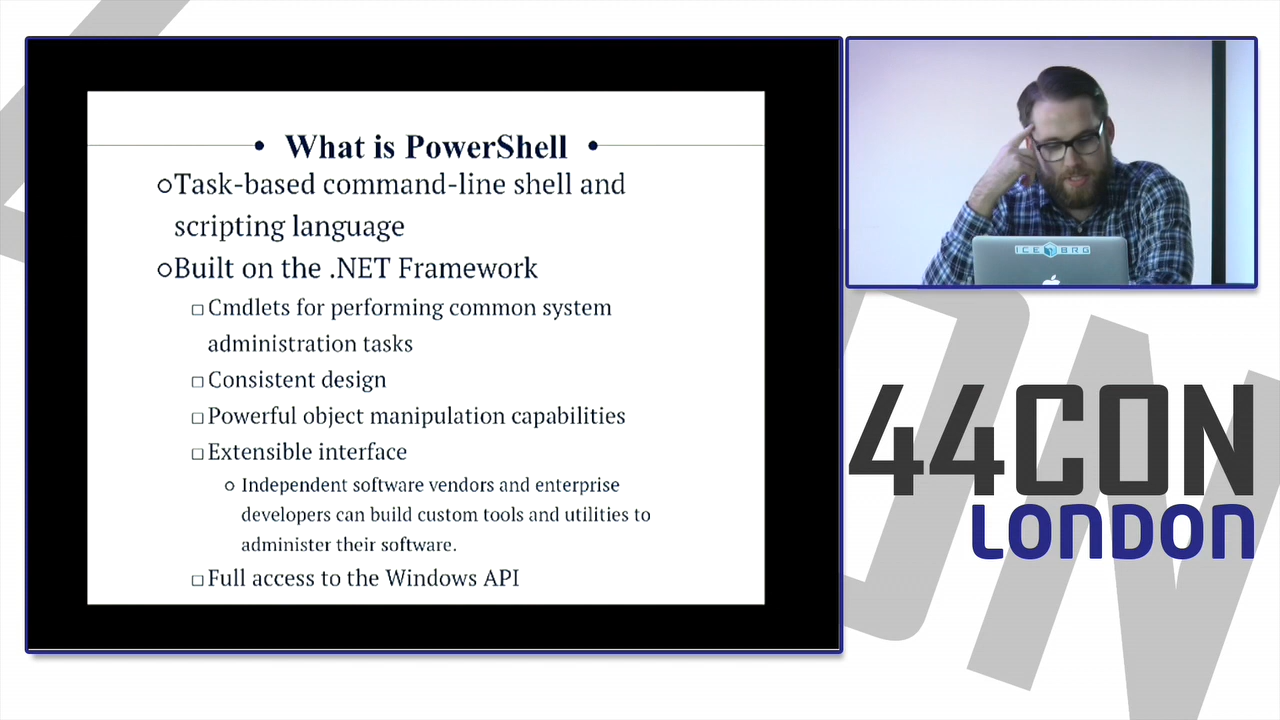 • What is PowerShell •
Task-based command-line shell and
scripting language
Built on the .NET Framework
Cmdlets for performing common system
administration tasks
Consistent design
Powerful object manipulation capabilities
Extensible interface
Independent software vendors and enterprise
developers can build custom tools and utilities to
administer their software.
Full access to the Windows API
ICE BRG
44CON
LONDON